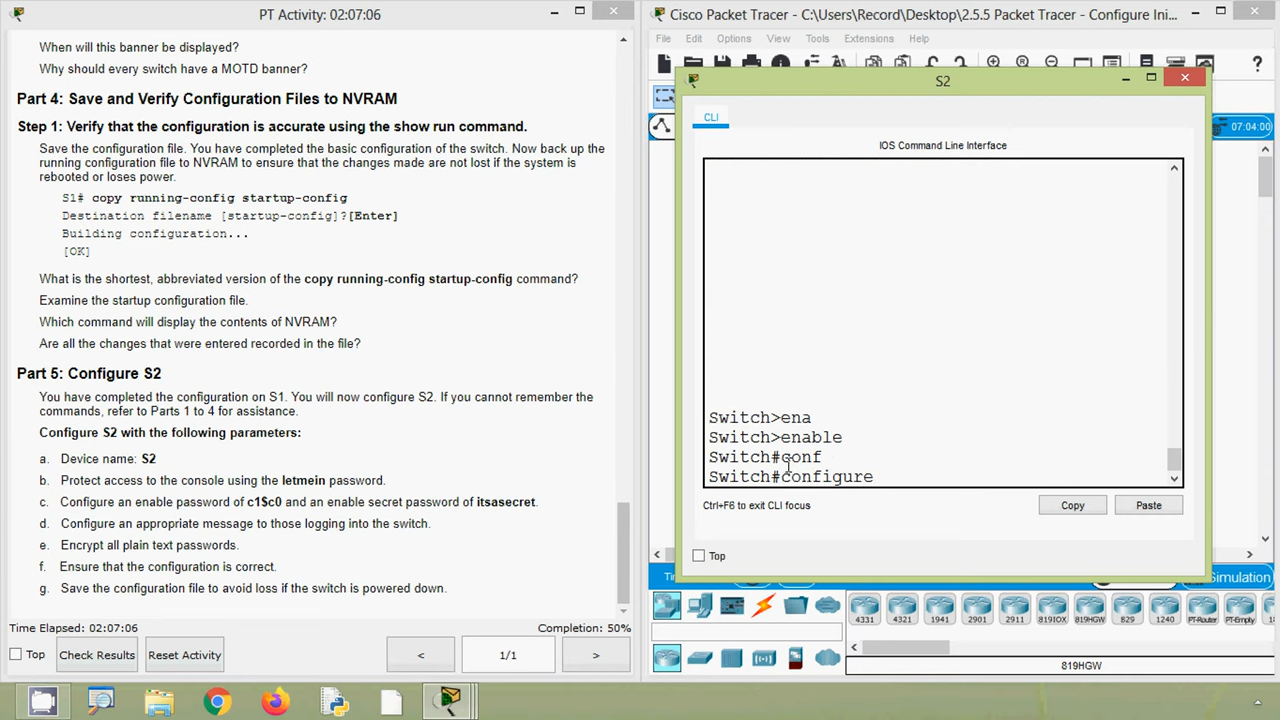 PT Activity: 02:07:06
When will this banner be displayed?
Why should every switch have a MOTD banner?
Part 4: Save and Verify Configuration Files to NVRAM
Step 1: Verify that the configuration is accurate using the show run command.
Save the configuration file. You have completed the basic configuration of the switch. Now back up the
running configuration file to NVRAM to ensure that the changes made are not lost if the system is
rebooted or loses power.
S1# copy running-config startup-config
Destination filename [startup-config]?[Enter]
Building configuration...
[OK]
What is the shortest, abbreviated version of the copy running-config startup-config command?
Examine the startup configuration file.
Which command will display the contents of NVRAM?
Are all the changes that were entered recorded in the file?
Part 5: Configure S2
You have completed the configuration on S1. You will now configure S2. If you cannot remember the
commands, refer to Parts 1 to 4 for assistance.
Configure S2 with the following parameters:
a. Device name: S2
b. Protect access to the console using the letmein password.
c. Configure an enable password of c1$c0 and an enable secret password of itsasecret.
d. Configure an appropriate message to those logging into the switch.
e. Encrypt all plain text passwords.
f. Ensure that the configuration is correct.
g. Save the configuration file to avoid loss if the switch is powered down.
Time Elapsed: 02:07:06
Completion: 50%
Top
Check Results
Reset Activity
<
1/1
>
Cisco Packet Tracer - C:\Users\Record\Desktop\2.5.5 Packet Tracer - Configure Ini...
File Edit Options View Tools Extensions Help
07:04:00
S2
CLI
IOS Command Line Interface
Switch>ena
Switch>enable
Switch#conf
Switch#configure
Ctrl+F6 to exit CLI focus
Copy
Paste
Top
Simulation
4331 4321 1941 2901 2911 819IOX 819HGW 829 1240 PT-Router PT-Empty
819HGW